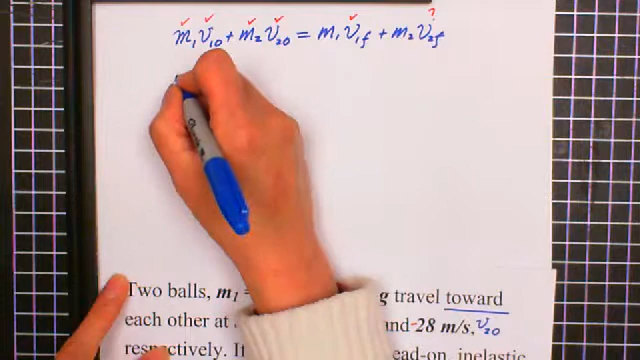 ?
m₁v₁₀ + m₂v₂₀ = m₁v₁f + m₂v₂f
Two balls, m₁ = g travel toward
each other at and -28 m/s, v₂₀
respectively. If head-on, inelastic